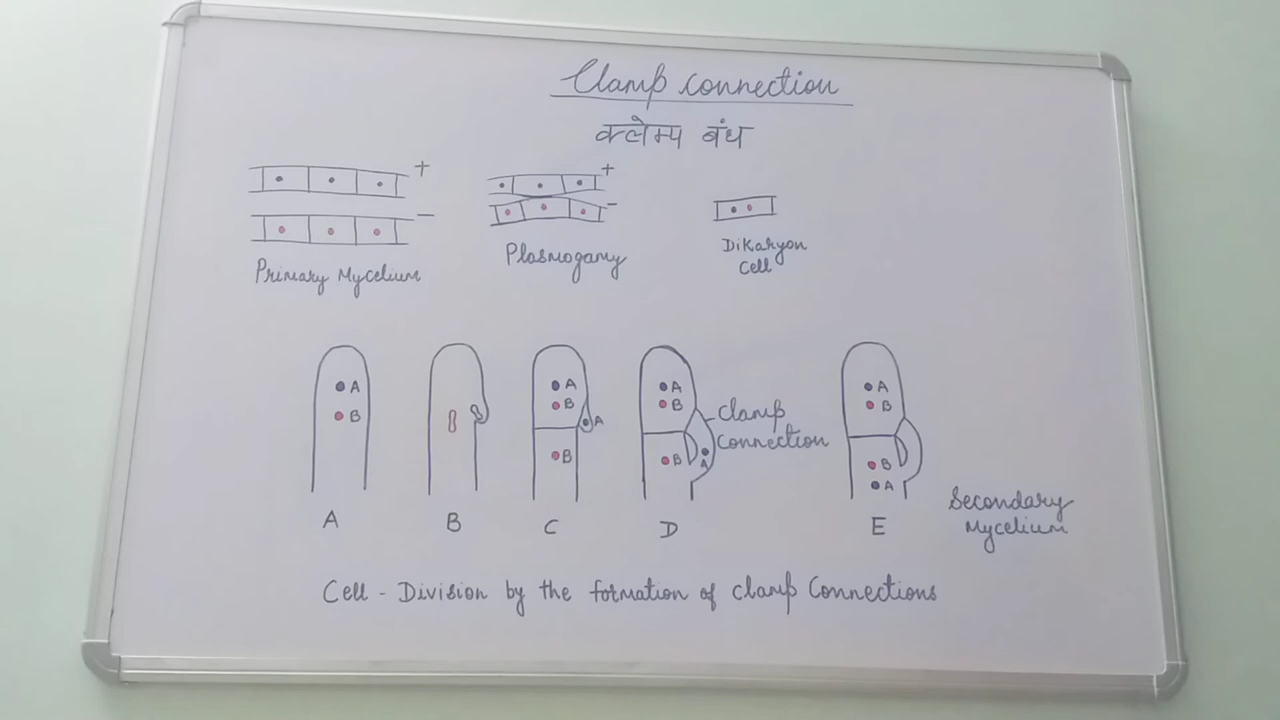 Clamp connection
क्लेम्प बंध
+
−
Primary Mycelium
+
−
Plasmogamy
Dikaryon
Cell
A
B
A
B
A
B
A
B
A
B
A
B
Clamp
Connection
A
B
B
A
A B C D E
Secondary
Mycelium
Cell - Division by the formation of Clamp Connections